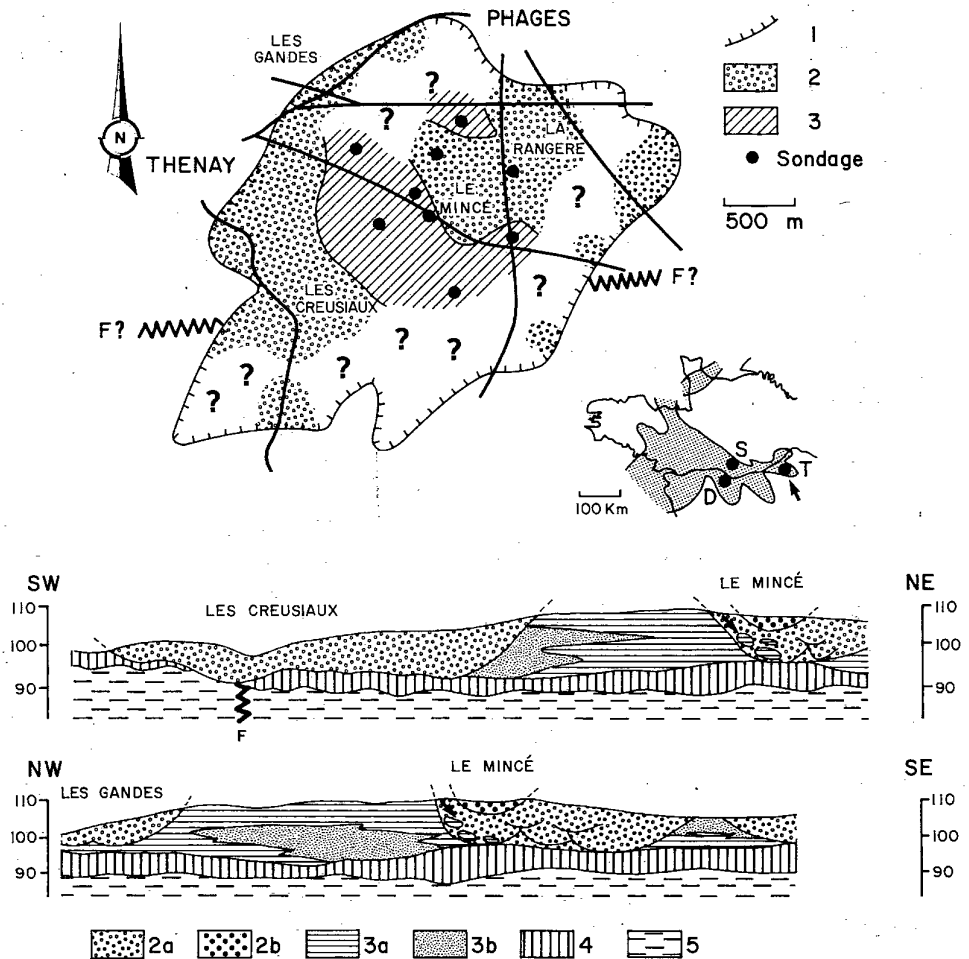 PHAGES
LES
GANDES
1
2
3
Sondage
500 m
N
THENAY
?
?
LA
RANGERE
LE
MINCÉ
?
LES
CREUSIAUX
?
F?
F?
?
?
?
?
?
S
T
D
100 Km
SW
NE
LES CREUSIAUX
LE MINCÉ
110
100
90
110
100
90
F
NW
SE
LES GANDES
LE MINCÉ
110
100
90
110
100
90
2a 2b 3a 3b 4 5